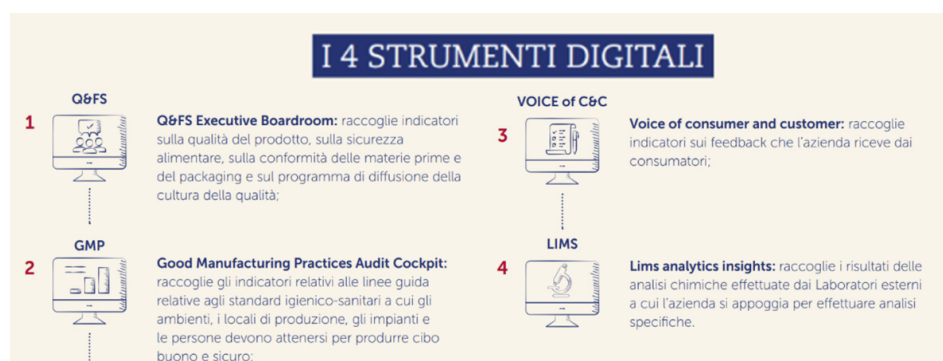 I 4 STRUMENTI DIGITALI
Q&FS
1
Q&FS Executive Boardroom: raccoglie indicatori
sulla qualità del prodotto, sulla sicurezza
alimentare, sulla conformità delle materie prime e
del packaging e sul programma di diffusione della
cultura della qualità;
GMP
2
Good Manufacturing Practices Audit Cockpit:
raccoglie gli indicatori relativi alle linee guida
relative agli standard igienico-sanitari a cui gli
ambienti, i locali di produzione, gli impianti e
le persone devono attenersi per produrre cibo
buono e sicuro;
VOICE of C&C
3
Voice of consumer and customer: raccoglie
indicatori sui feedback che l'azienda riceve dai
consumatori;
LIMS
4
Lims analytics insights: raccoglie i risultati delle
analisi chimiche effettuate dai Laboratori esterni
a cui l'azienda si appoggia per effettuare analisi
specifiche.